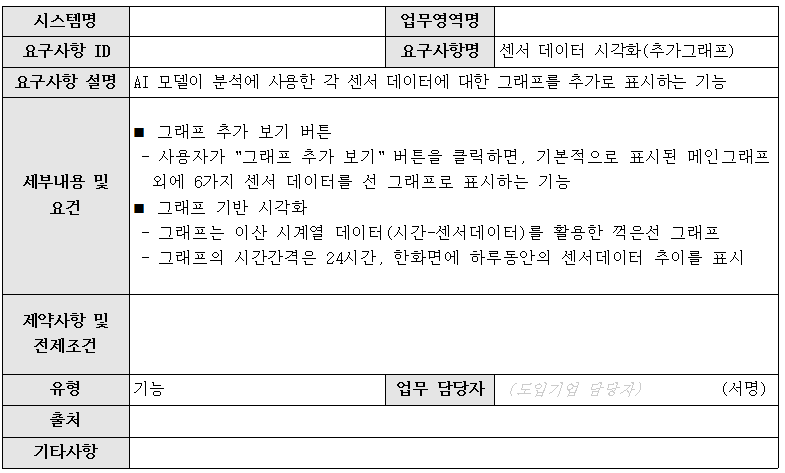 시스템명 업무영역명
요구사항 ID 요구사항명 센서 데이터 시각화(추가그래프)
요구사항 설명 AI 모델이 분석에 사용한 각 센서 데이터에 대한 그래프를 추가로 표시하는 기능
세부내용 및
요건
■ 그래프 추가 보기 버튼
- 사용자가 "그래프 추가 보기" 버튼을 클릭하면, 기본적으로 표시된 메인그래프
외에 6가지 센서 데이터를 선 그래프로 표시하는 기능
■ 그래프 기반 시각화
- 그래프는 이산 시계열 데이터(시간-센서데이터)를 활용한 꺽은선 그래프
- 그래프의 시간간격은 24시간, 한화면에 하루동안의 센서데이터 추이를 표시
제약사항 및
전제조건
유형 기능 업무 담당자 (도입기업 담당자) (서명)
출처
기타사항